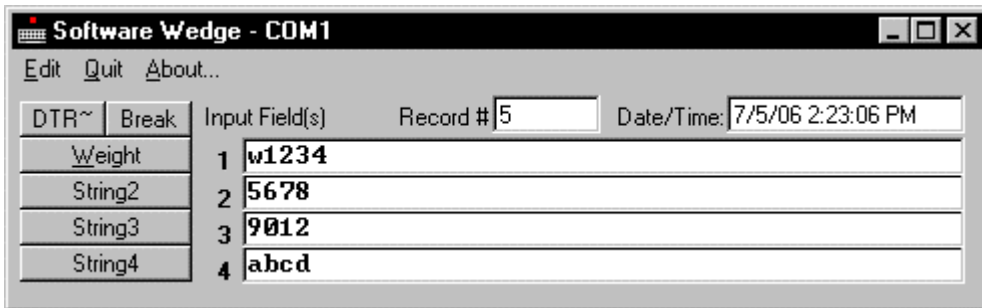 Software Wedge - COM1
Edit Quit About...
DTR~ Break Input Field(s) Record # 5 Date/Time: 7/5/06 2:23:06 PM
Weight 1 w1234
String2 2 5678
String3 3 9012
String4 4 abcd